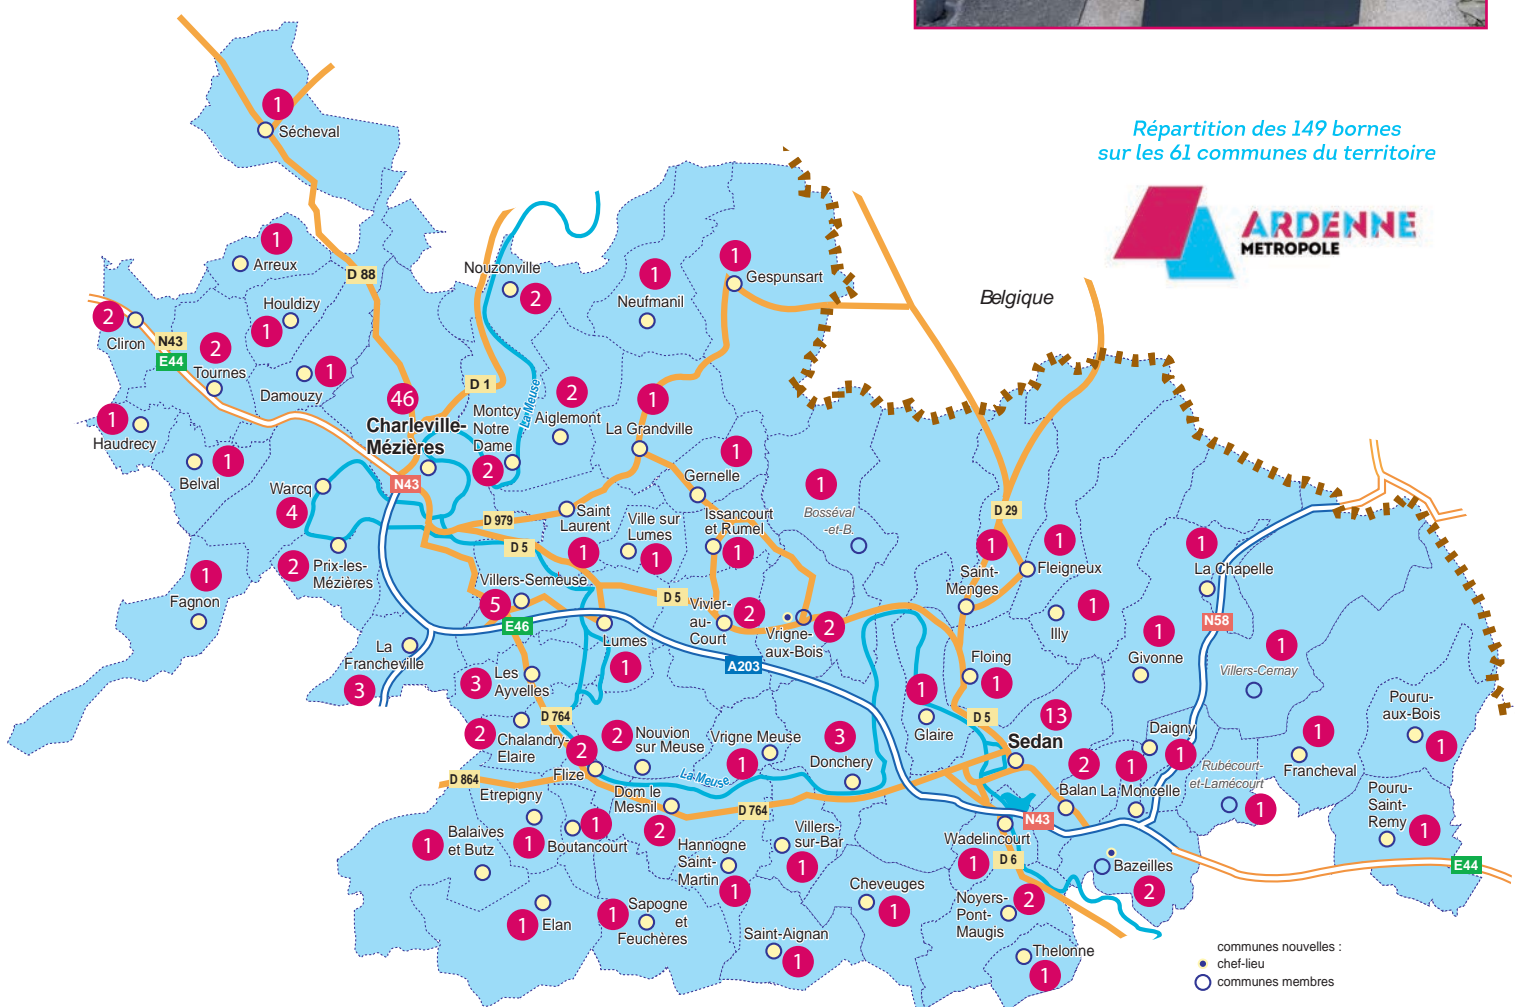 Répartition des 149 bornes
sur les 61 communes du territoire
ARDENNE
METROPOLE
1
Sécheval
1
Arreux
D 88
Nouzonville
2
1
Neufmanil
1
Gespunsart
Belgique
Houldizy
1
2
Cliron
N43
E44
2
Tournes
1
Damouzy
D 1
46
Charleville-
Mézières
Montcy
Notre
Dame
2
La Meuse
2
Aiglemont
1
La Grandville
1
Haudrecy
1
Belval
Warcq
4
N43
1
Gernelle
1
Bosséval
-et-B.
D 979
Saint
Laurent
1
Ville sur
Lumes
1
Issancourt
et Rumel
1
D 29
D 5
2
Prix-les-
Mézières
1
Fagnon
Villers-Semeuse
5
E46
D 5
Vivier-
au-
Court
2
Vrigne-
aux-Bois
2
1
Saint-
Menges
1
Fleigneux
1
Illy
1
La Chapelle
N58
La
Francheville
3
Lumes
1
A203
3
Les
Ayvelles
Floing
1
1
Givonne
1
Villers-Cernay
D 764
2
Chalandry-
Elaire
2
Flize
2
Nouvion
sur Meuse
Vrigne Meuse
1
3
Donchery
1
Glaire
D 5
13
Sedan
Daigny
1
Pouru-
aux-Bois
1
1
Francheval
La Meuse
D 864
D 764
2
Balan
1
La Moncelle
Rubécourt-
et-Lamécourt
1
Etrepigny
1
1
Boutancourt
Dom le
Mesnil
2
N43
Wadelincourt
1
D 6
Pouru-
Saint-
Remy
1
E44
1
Balaives
et Butz
Hannogne
Saint-
Martin
1
Villers-
sur-Bar
1
Bazeilles
2
1
Elan
1
Sapogne
et
Feuchères
Cheveuges
1
Noyers-
Pont-
Maugis
2
Saint-Aignan
1
Thelonne
1
communes nouvelles :
chef-lieu
communes membres